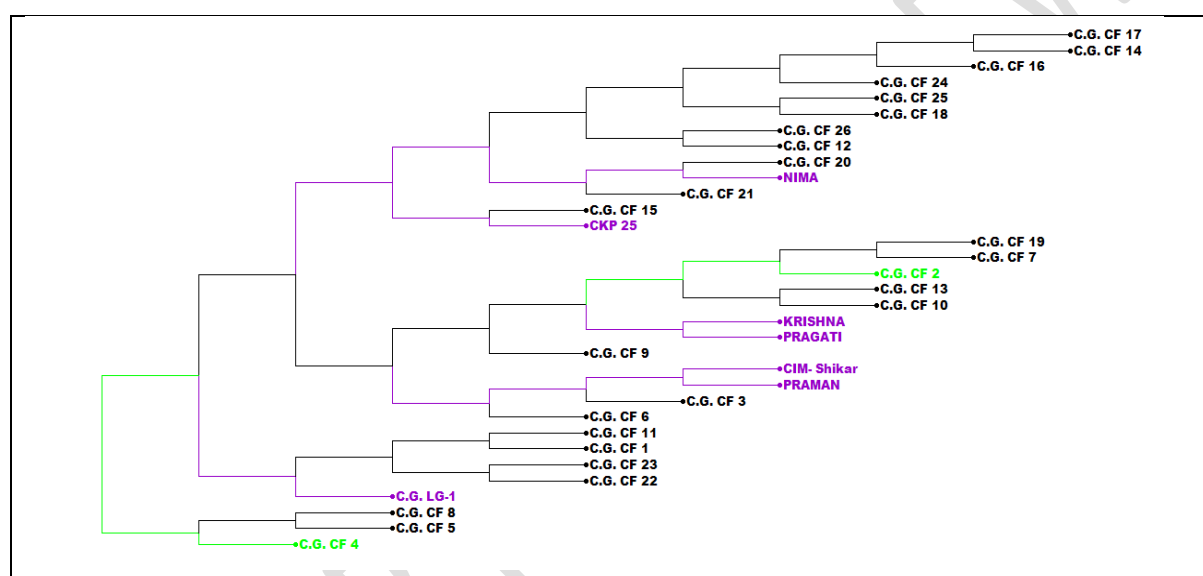 C.G. CF 17
C.G. CF 14
C.G. CF 16
C.G. CF 24
C.G. CF 25
C.G. CF 18
C.G. CF 26
C.G. CF 12
C.G. CF 20
NIMA
C.G. CF 21
C.G. CF 15
CKP 25
C.G. CF 19
C.G. CF 7
C.G. CF 2
C.G. CF 13
C.G. CF 10
KRISHNA
PRAGATI
C.G. CF 9
CIM- Shikar
PRAMAN
C.G. CF 3
C.G. CF 6
C.G. CF 11
C.G. CF 1
C.G. CF 23
C.G. CF 22
C.G. LG-1
C.G. CF 8
C.G. CF 5
C.G. CF 4